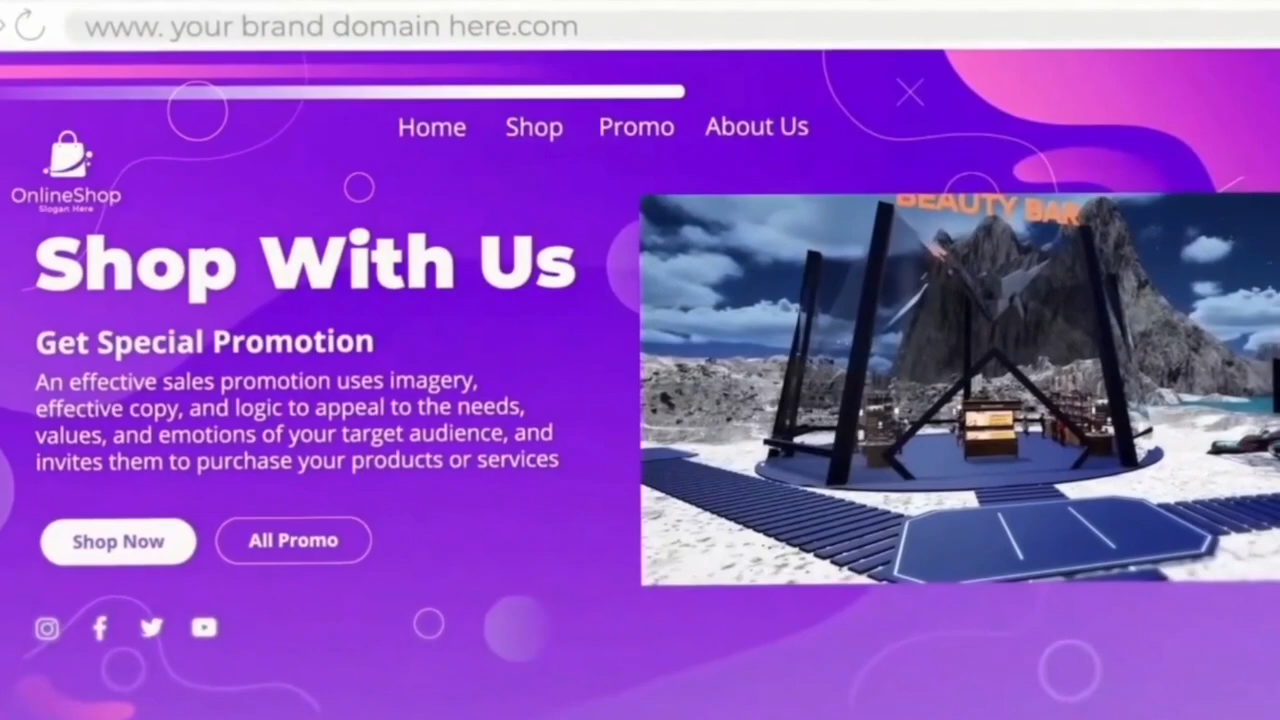 www. your brand domain here.com
Home Shop Promo About Us
OnlineShop
Slogan Here
Shop With Us
Get Special Promotion
An effective sales promotion uses imagery,
effective copy, and logic to appeal to the needs,
values, and emotions of your target audience, and
invites them to purchase your products or services
Shop Now All Promo
BEAUTY BAR